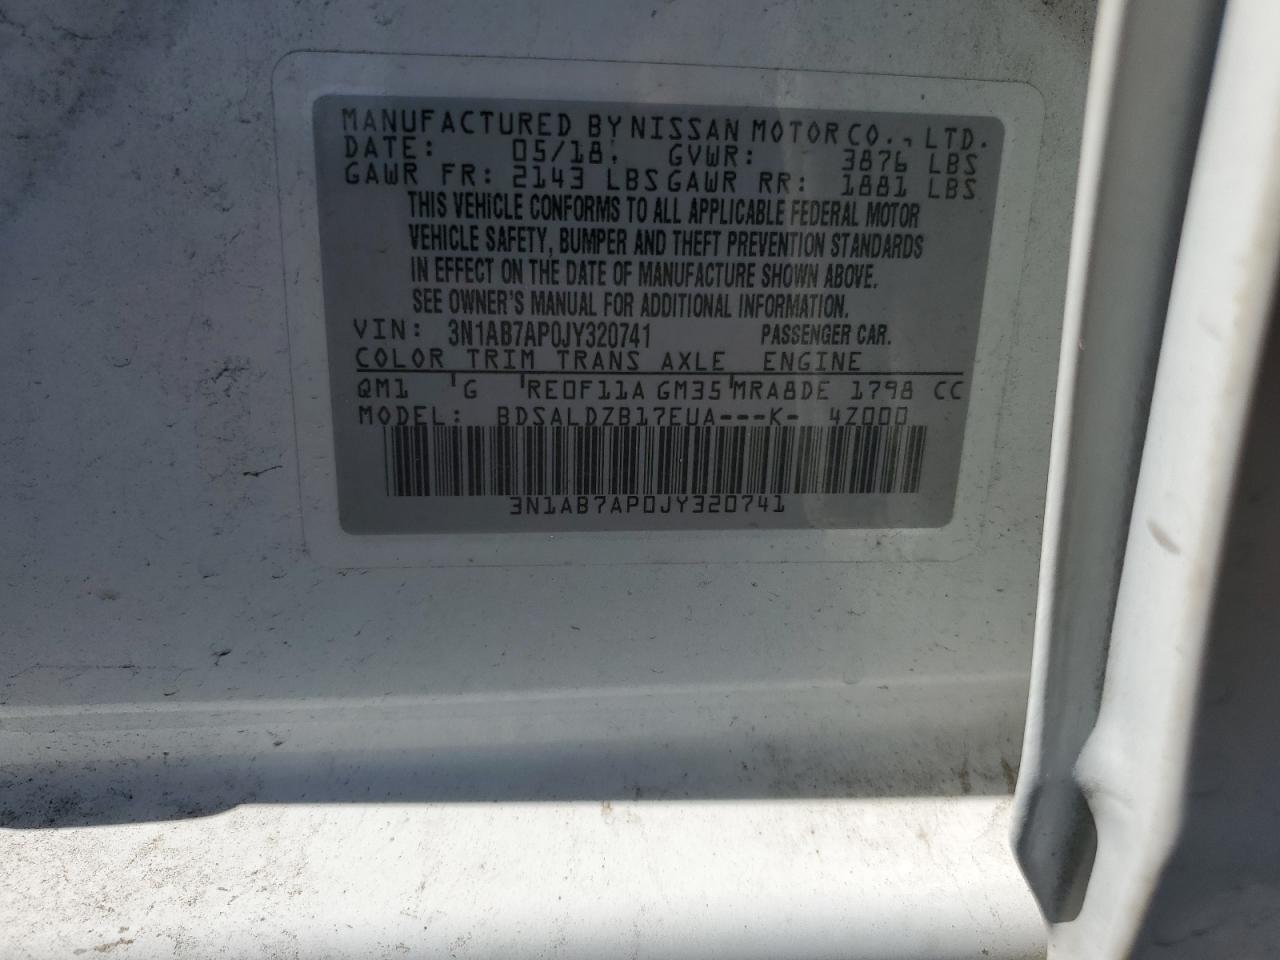 MANUFACTURED BY NISSAN MOTOR CO., LTD.
DATE: 05/18. GVWR: 3876 LBS
GAWR FR: 2143 LBS GAWR RR: 1881 LBS
THIS VEHICLE CONFORMS TO ALL APPLICABLE FEDERAL MOTOR
VEHICLE SAFETY, BUMPER AND THEFT PREVENTION STANDARDS
IN EFFECT ON THE DATE OF MANUFACTURE SHOWN ABOVE.
SEE OWNER'S MANUAL FOR ADDITIONAL INFORMATION.
VIN: 3N1AB7AP0JY320741 PASSENGER CAR.
COLOR TRIM TRANS AXLE ENGINE
QM1 ' G 'RE0F11A GM35'MRA8DE 1798 CC
MODEL: BDSALDZB17EUA---K- 4Z000
3N1AB7AP0JY320741